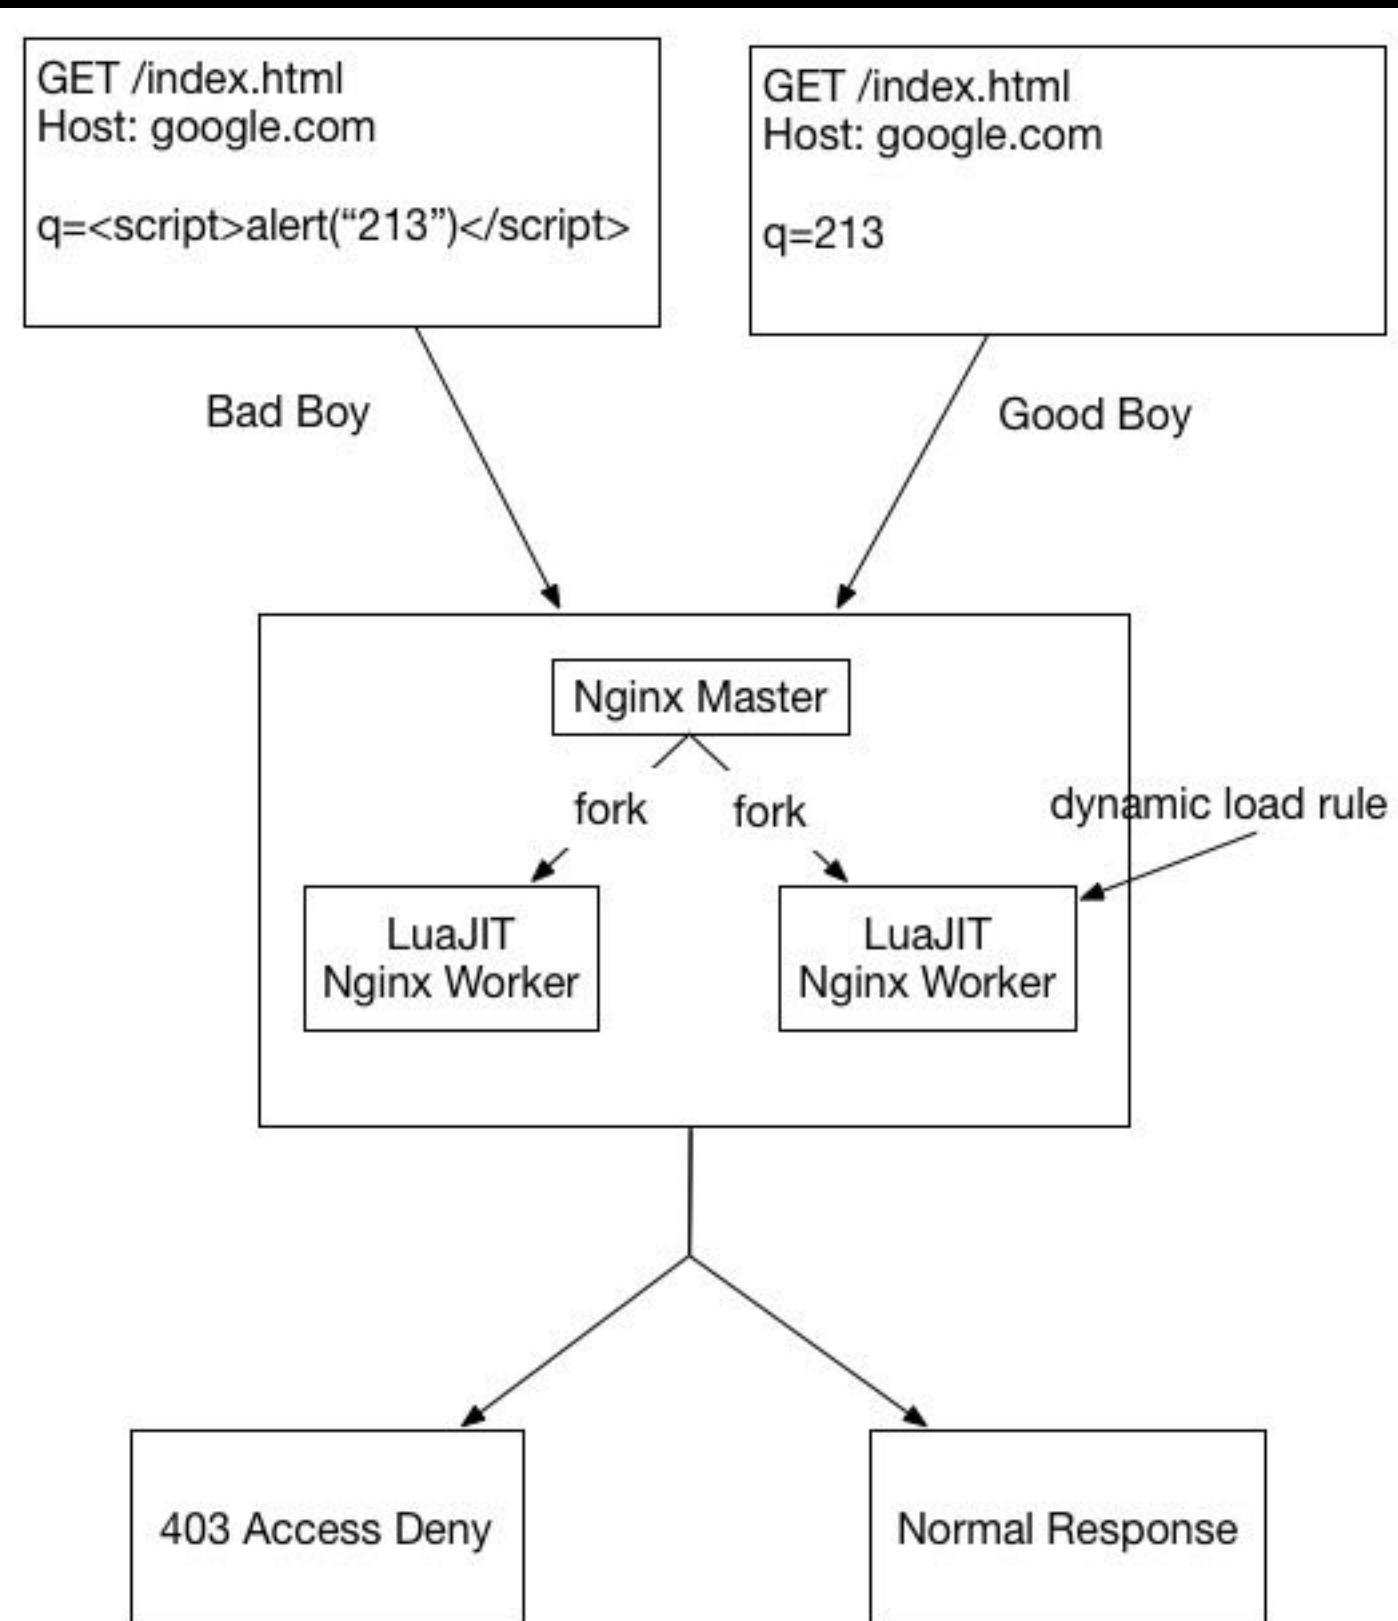 GET /index.html
Host: google.com
q=<script>alert(“213”)</script>
GET /index.html
Host: google.com
q=213
Bad Boy
Good Boy
Nginx Master
fork
fork
dynamic load rule
LuaJIT
Nginx Worker
LuaJIT
Nginx Worker
403 Access Deny
Normal Response